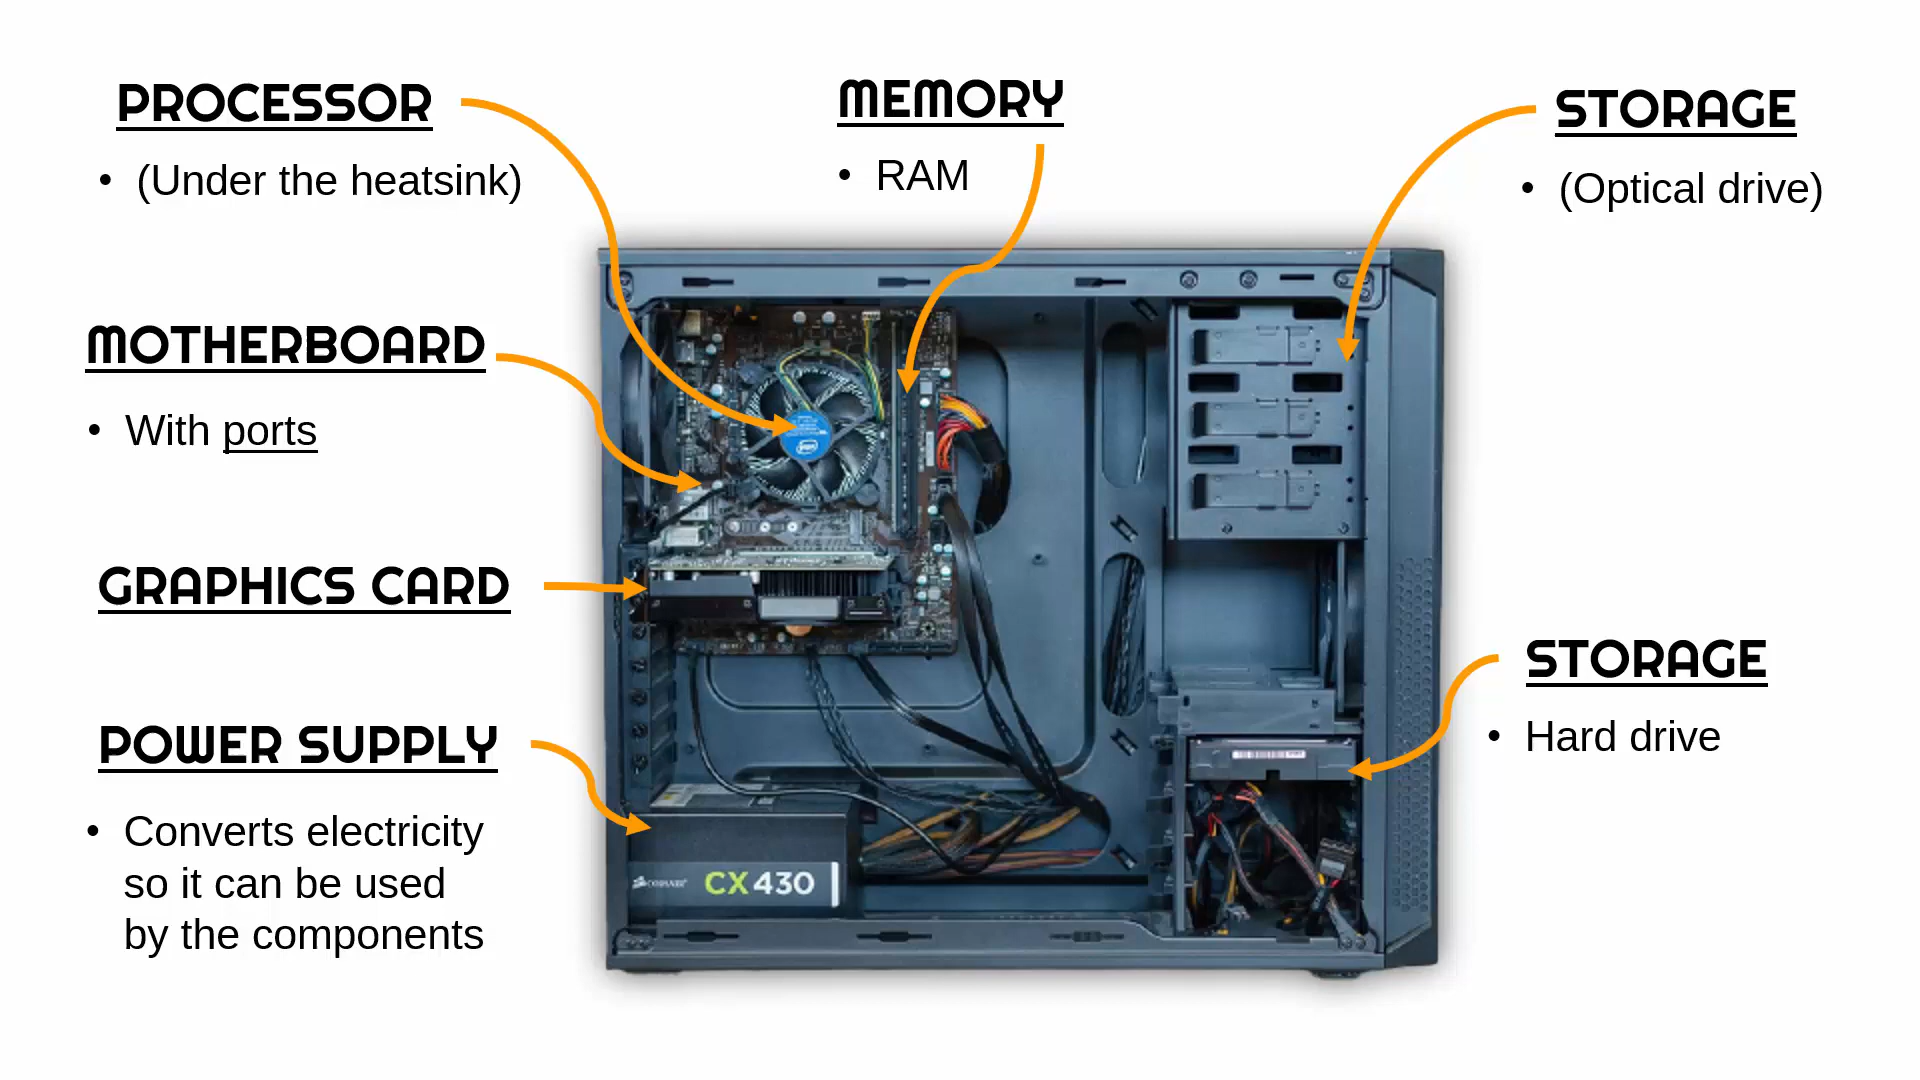 PROCESSOR
• (Under the heatsink)
MEMORY
• RAM
STORAGE
• (Optical drive)
MOTHERBOARD
• With ports
GRAPHICS CARD
POWER SUPPLY
• Converts electricity
so it can be used
by the components
STORAGE
• Hard drive
CORSAIR CX430